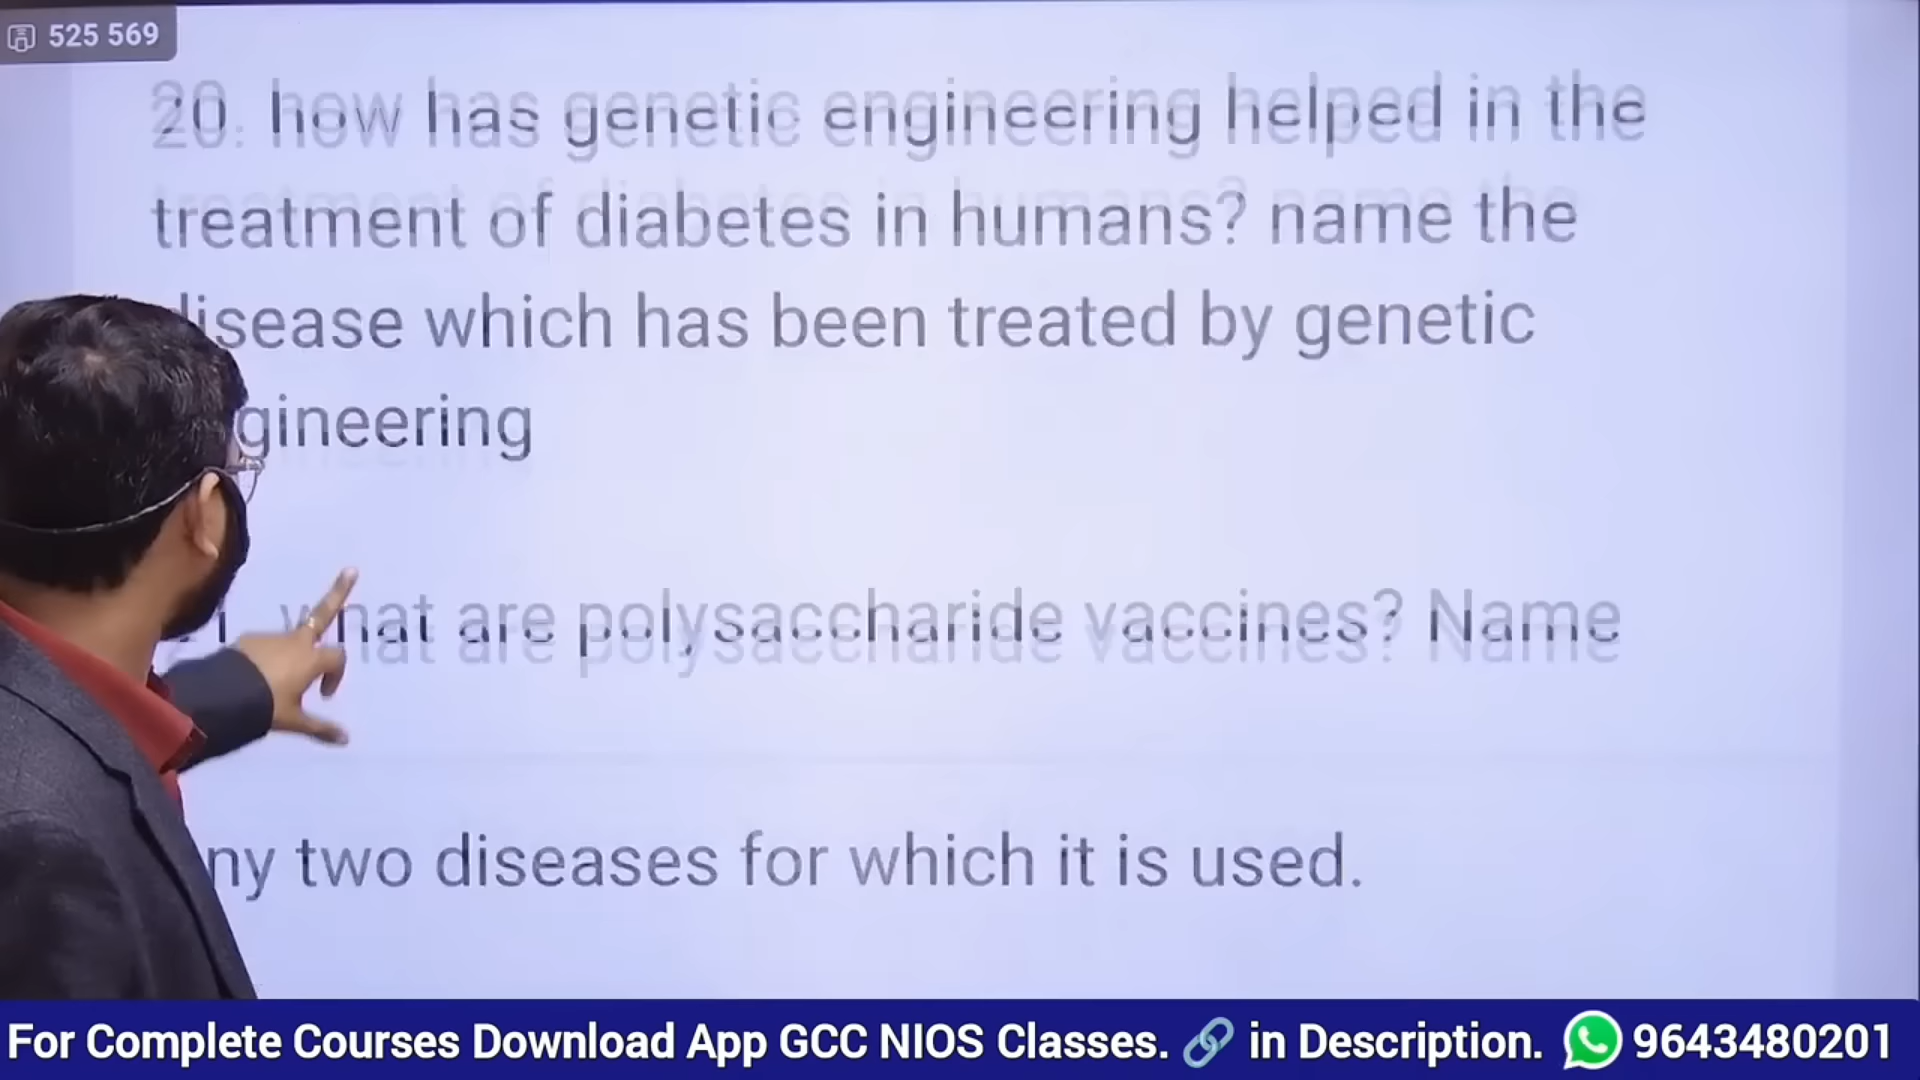 525 569
20. how has genetic engineering helped in the
treatment of diabetes in humans? name the
disease which has been treated by genetic
gineering
what are polysaccharide vaccines? Name
ny two diseases for which it is used.
For Complete Courses Download App GCC NIOS Classes. in Description. 9643480201